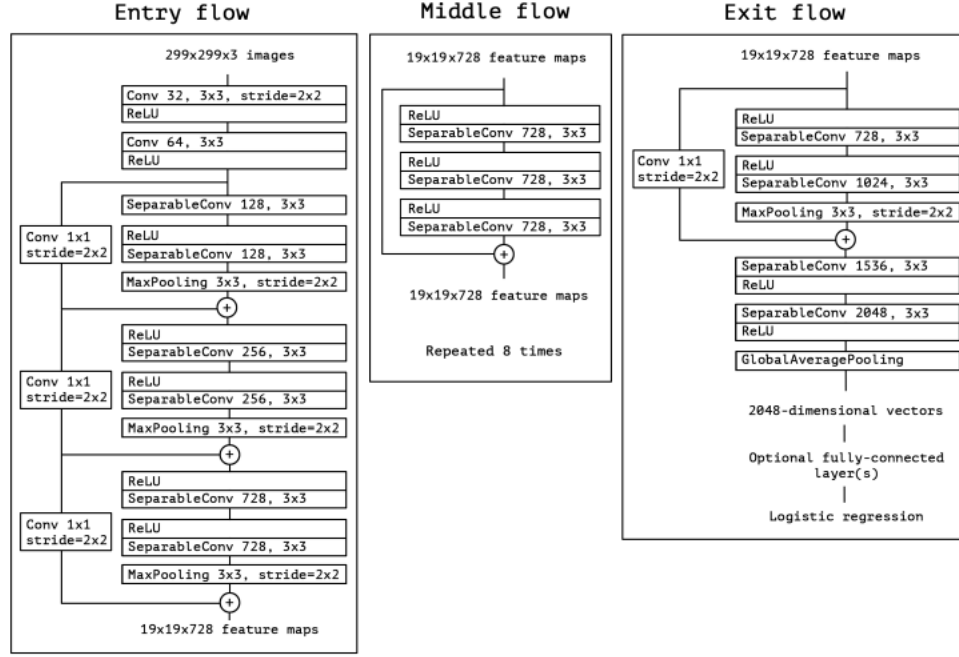 Entry flow
299x299x3 images
Conv 32, 3x3, stride=2x2
ReLU
Conv 64, 3x3
ReLU
SeparableConv 128, 3x3
ReLU
SeparableConv 128, 3x3
MaxPooling 3x3, stride=2x2
Conv 1x1
stride=2x2
+
ReLU
SeparableConv 256, 3x3
ReLU
SeparableConv 256, 3x3
MaxPooling 3x3, stride=2x2
Conv 1x1
stride=2x2
+
ReLU
SeparableConv 728, 3x3
ReLU
SeparableConv 728, 3x3
MaxPooling 3x3, stride=2x2
Conv 1x1
stride=2x2
+
19x19x728 feature maps
Middle flow
19x19x728 feature maps
ReLU
SeparableConv 728, 3x3
ReLU
SeparableConv 728, 3x3
ReLU
SeparableConv 728, 3x3
+
19x19x728 feature maps
Repeated 8 times
Exit flow
19x19x728 feature maps
ReLU
SeparableConv 728, 3x3
ReLU
SeparableConv 1024, 3x3
MaxPooling 3x3, stride=2x2
Conv 1x1
stride=2x2
+
SeparableConv 1536, 3x3
ReLU
SeparableConv 2048, 3x3
ReLU
GlobalAveragePooling
2048-dimensional vectors
Optional fully-connected
layer(s)
Logistic regression